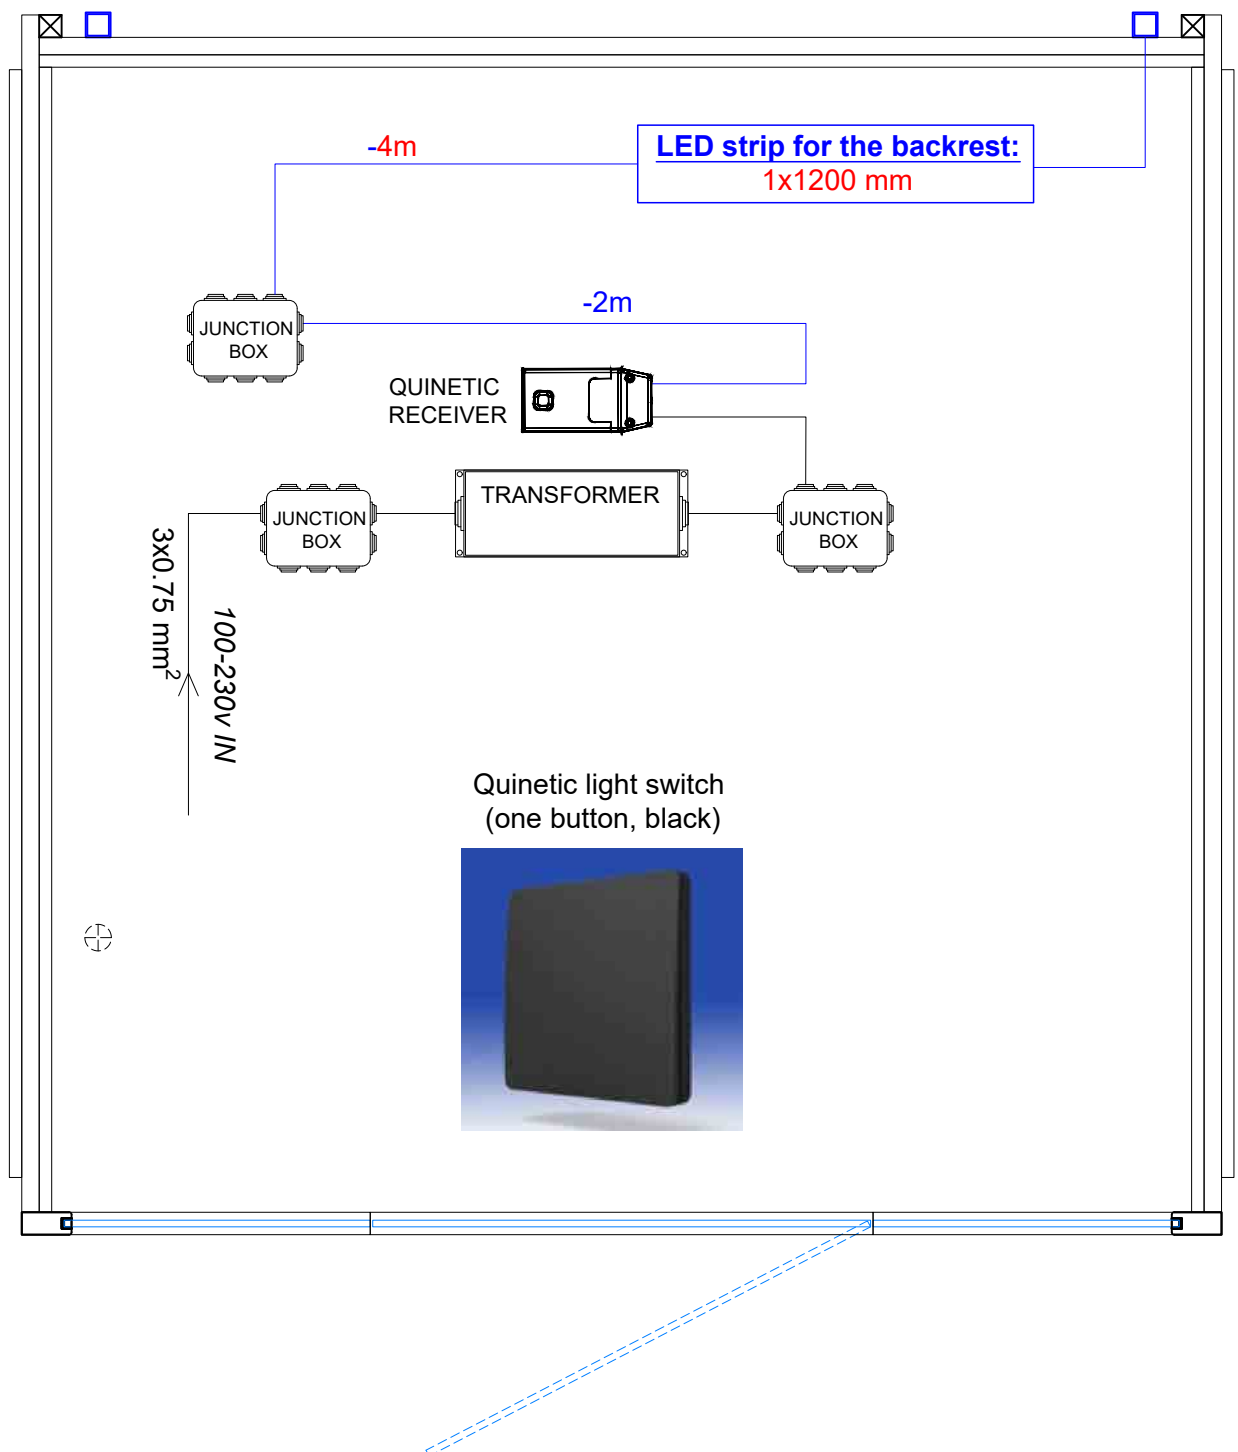 -4m
LED strip for the backrest:
1x1200 mm
-2m
JUNCTION
BOX
QUINETIC
RECEIVER
TRANSFORMER
JUNCTION
BOX
JUNCTION
BOX
3x0.75 mm²
100-230v IN
Quinetic light switch
(one button, black)